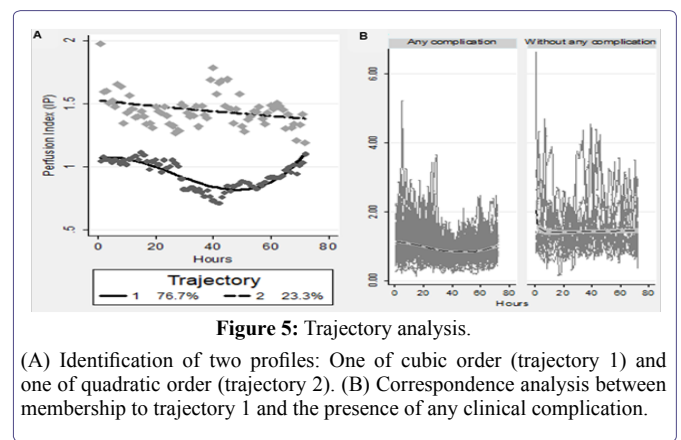 A
Perfusion Index (IP)
2
1.5
1
.5
0 20 40 60 80
Hours
Trajectory
1 76.7% 2 23.3%
B
Any complication Without any complication
6.00
4.00
2.00
0.00
0 20 40 60 80 0 20 40 60 80
Hours
Figure 5: Trajectory analysis.
(A) Identification of two profiles: One of cubic order (trajectory 1) and
one of quadratic order (trajectory 2). (B) Correspondence analysis between
membership to trajectory 1 and the presence of any clinical complication.